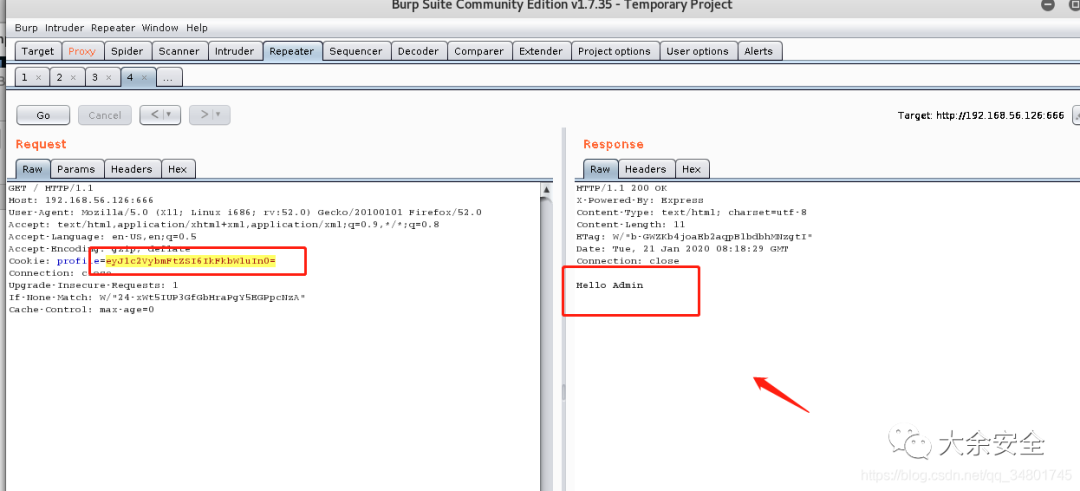 Burp Suite Community Edition v1.7.35 - Temporary Project
Burp Intruder Repeater Window Help
Target Proxy Spider Scanner Intruder Repeater Sequencer Decoder Comparer Extender Project options User options Alerts
1 × 2 × 3 × 4 × ...
Go Cancel < > Target: http://192.168.56.126:666
Request
Raw Params Headers Hex
GET / HTTP/1.1
Host: 192.168.56.126:666
User-Agent: Mozilla/5.0 (X11; Linux i686; rv:52.0) Gecko/20100101 Firefox/52.0
Accept: text/html,application/xhtml+xml,application/xml;q=0.9,*/*;q=0.8
Accept-Language: en-US,en;q=0.5
Accept-Encoding: gzip, deflate
Cookie: profile=eyJ1c2VybmFtZSI6IkFkbWluIn0=
Connection: close
Upgrade-Insecure-Requests: 1
If-None-Match: W/"24-xWt5IUP3GfGbHraPgY5EGPpcNzA"
Cache-Control: max-age=0
Response
Raw Headers Hex
HTTP/1.1 200 OK
X-Powered-By: Express
Content-Type: text/html; charset=utf-8
Content-Length: 11
ETag: W/"b-GWZKb4joaEb2aqpBlbdbhMNzgtI"
Date: Tue, 21 Jan 2020 08:18:29 GMT
Connection: close
Hello Admin
大余安全
https://blog.csdn.net/qq_34801745